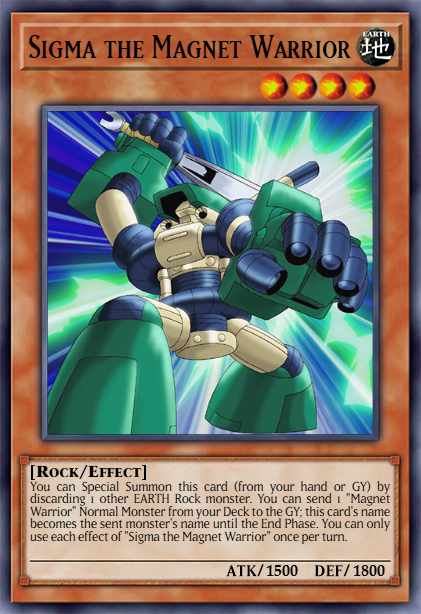 SIGMA THE MAGNET WARRIOR
EARTH
地
[ROCK/EFFECT]
You can Special Summon this card (from your hand or GY) by
discarding 1 other EARTH Rock monster. You can send 1 "Magnet
Warrior" Normal Monster from your Deck to the GY; this card's name
becomes the sent monster's name until the End Phase. You can only
use each effect of "Sigma the Magnet Warrior" once per turn.
ATK/1500 DEF/1800